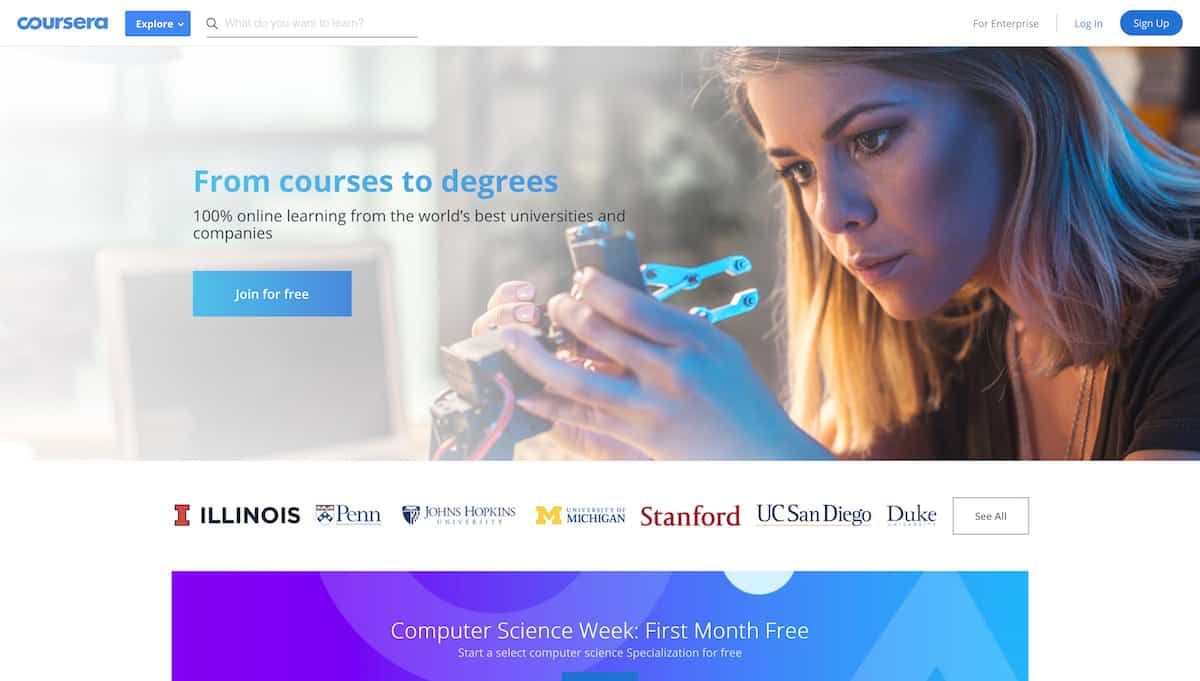 coursera
Explore
What do you want to learn?
For Enterprise
Log In
Sign Up
From courses to degrees
100% online learning from the world's best universities and
companies
Join for free
I ILLINOIS
Penn
JOHNS HOPKINS
UNIVERSITY
M
UNIVERSITY OF
MICHIGAN
Stanford
UC San Diego
Duke
UNIVERSITY
See All
Computer Science Week: First Month Free
Start a select computer science Specialization for free